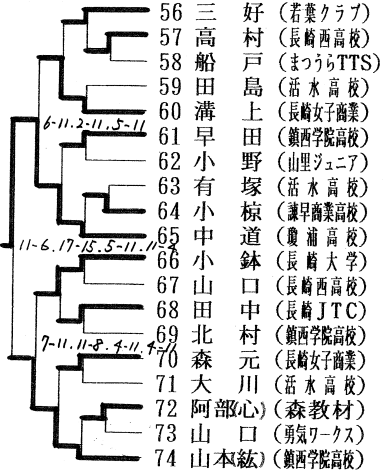 56 三好 (若葉クラブ)
57 高村 (長崎西高校)
58 船戸 (まつうらTTS)
59 田島 (活水高校)
60 溝上 (長崎女子商業)
6-11.2-11.5-11
61 早田 (鎮西学院高校)
62 小野 (山里ジュニア)
63 有塚 (活水高校)
64 小椋 (諫早商業高校)
65 中道 (瓊浦高校)
11-6.17-15.5-11.11-4
66 小鉢 (長崎大学)
67 山口 (長崎西高校)
68 田中 (長崎JTC)
69 北村 (鎮西学院高校)
7-11.11-8.4-11.4-11
70 森元 (長崎女子商業)
71 大川 (活水高校)
72 阿部心) (森教材)
73 山口 (勇気ワークス)
74 山本紘) (鎮西学院高校)